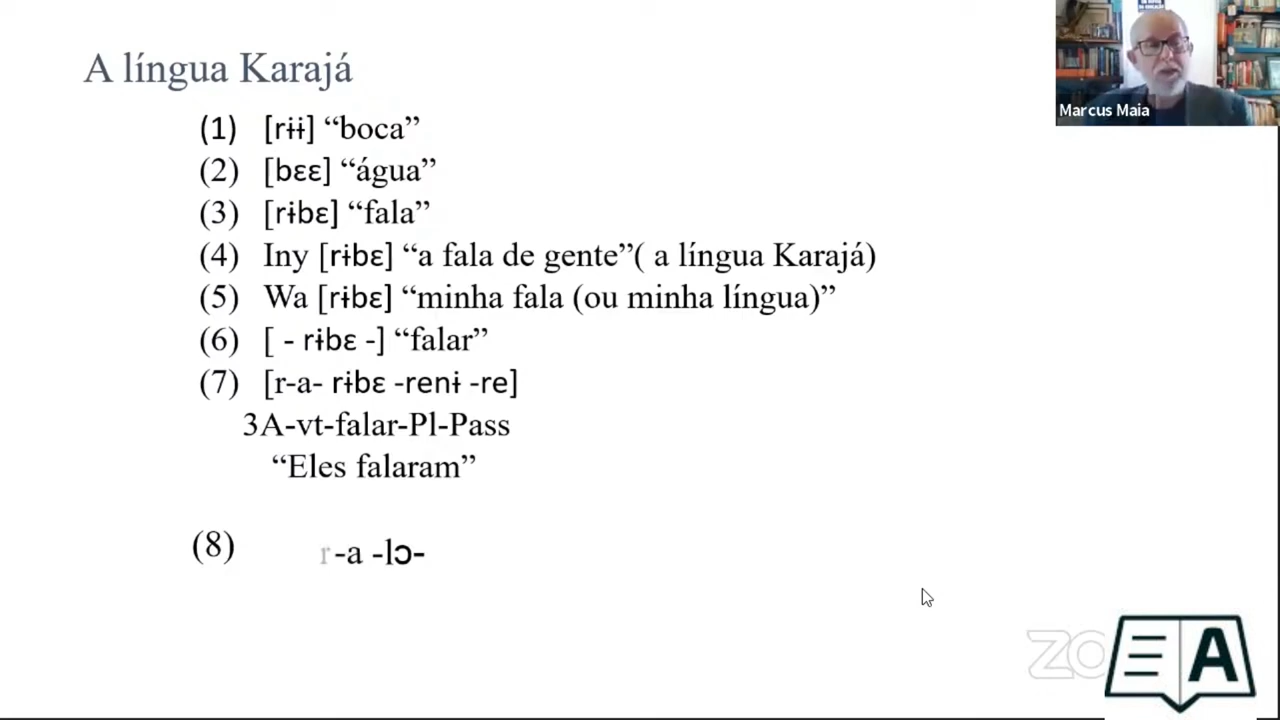 A língua Karajá
Marcus Maia
(1) [rɨɨ] “boca”
(2) [bɛɛ] “água”
(3) [rɨbɛ] “fala”
(4) Iny [rɨbɛ] “a fala de gente”( a língua Karajá)
(5) Wa [rɨbɛ] “minha fala (ou minha língua)”
(6) [ - rɨbɛ -] “falar”
(7) [r-a- rɨbɛ -renɨ -re]
3A-vt-falar-Pl-Pass
“Eles falaram”
(8) r -a -lɔ-
ZO
A